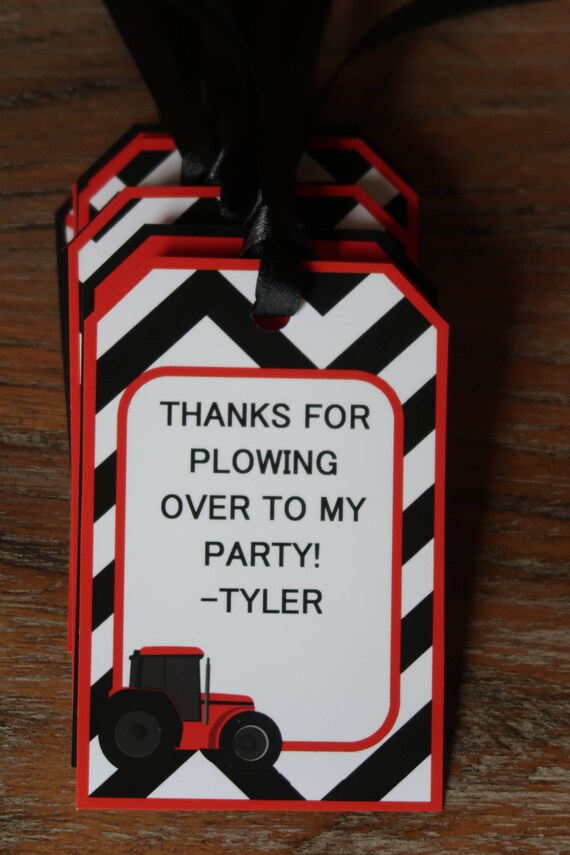 THANKS FOR
PLOWING
OVER TO MY
PARTY!
-TYLER